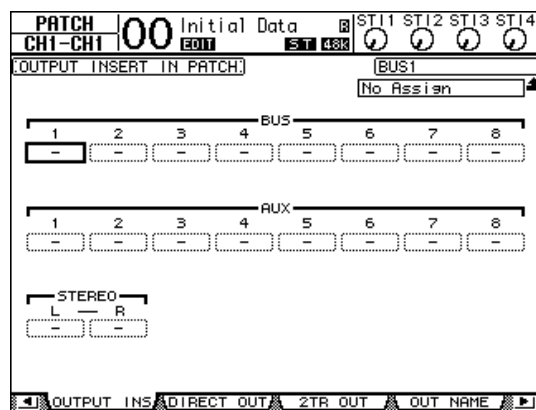 PATCH
CH1-CH1
00 Initial Data R
EDIT ST 48K
STI1 STI2 STI3 STI4
OUTPUT INSERT IN PATCH
BUS1
No Assign
BUS
1 2 3 4 5 6 7 8
- - - - - - - -
AUX
1 2 3 4 5 6 7 8
- - - - - - - -
STEREO
L — R
- -
OUTPUT INS DIRECT OUT 2TR OUT OUT NAME